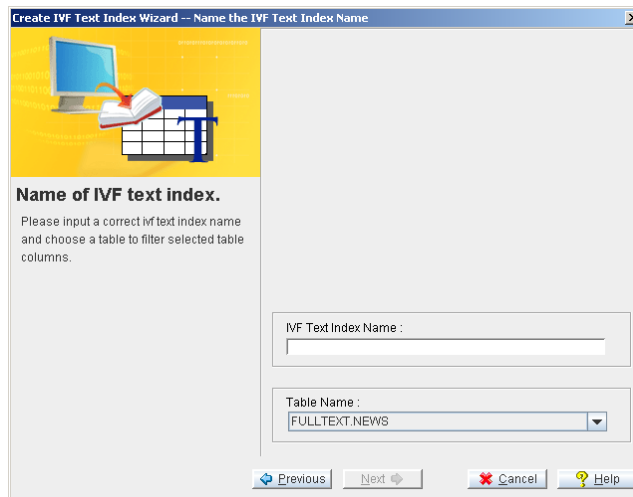 Create IVF Text Index Wizard -- Name the IVF Text Index Name
T
Name of IVF text index.
Please input a correct ivf text index name
and choose a table to filter selected table
columns.
IVF Text Index Name :
Table Name :
FULLTEXT.NEWS
Previous Next Cancel Help